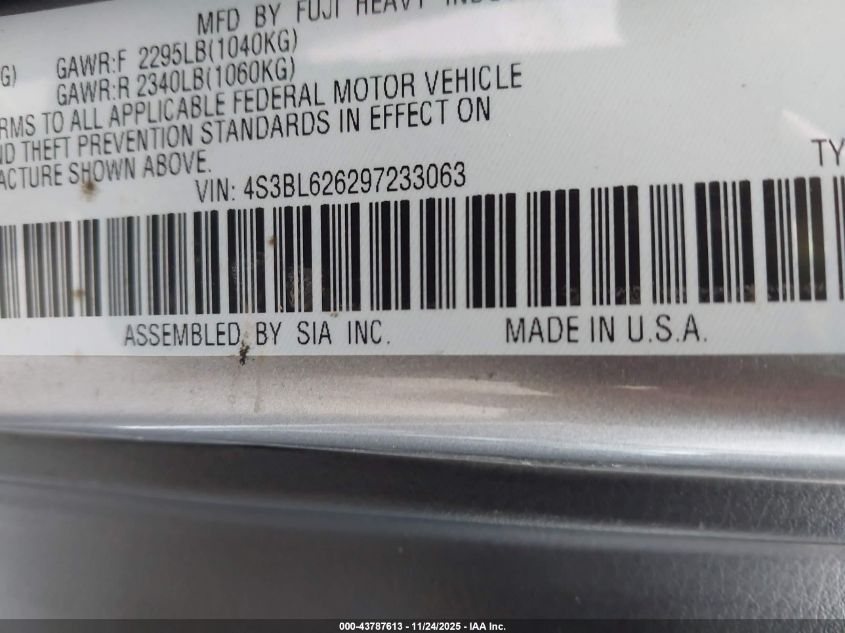 MFD BY FUJI HEAVY
G) GAWR:F 2295LB(1040KG)
GAWR:R 2340LB(1060KG)
RMS TO ALL APPLICABLE FEDERAL MOTOR VEHICLE
ND THEFT PREVENTION STANDARDS IN EFFECT ON
ACTURE SHOWN ABOVE.
VIN: 4S3BL626297233063
TY
ASSEMBLED BY SIA INC. MADE IN U.S.A.
000-43787613 - 11/24/2025 - IAA Inc.